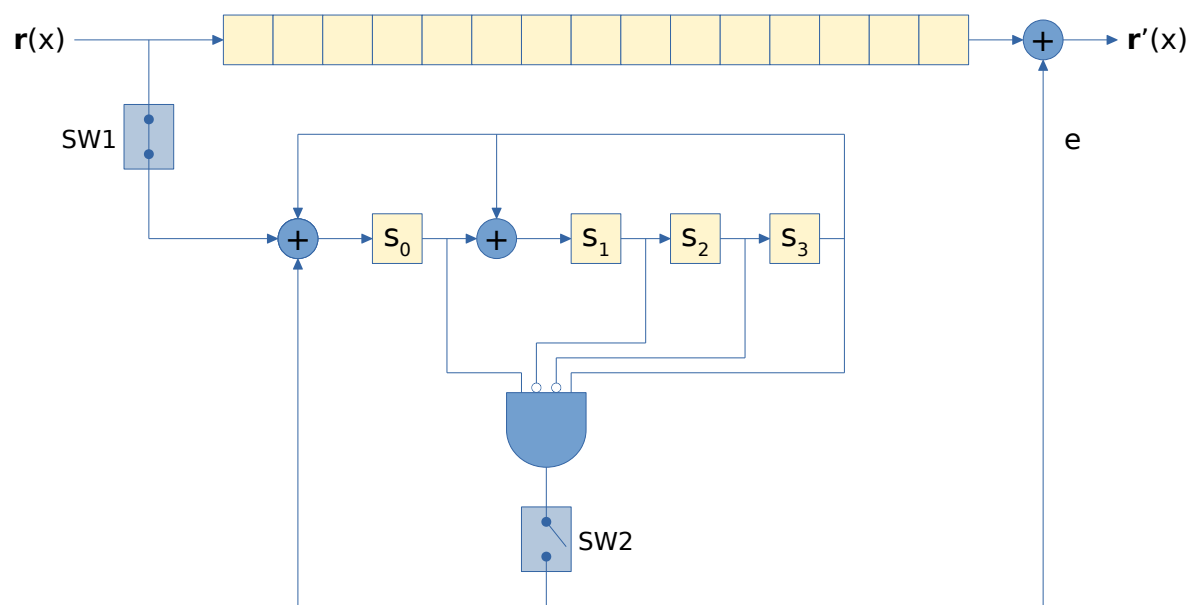 r(x)
+
r'(x)
SW1
e
+
s₀
+
s₁
s₂
s₃
SW2